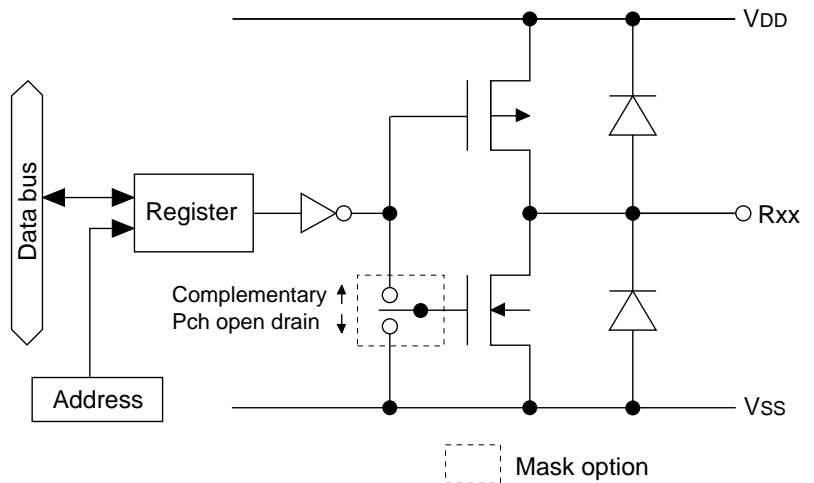 VDD
Data bus
Register
Rxx
Complementary
Pch open drain
Address
VSS
Mask option